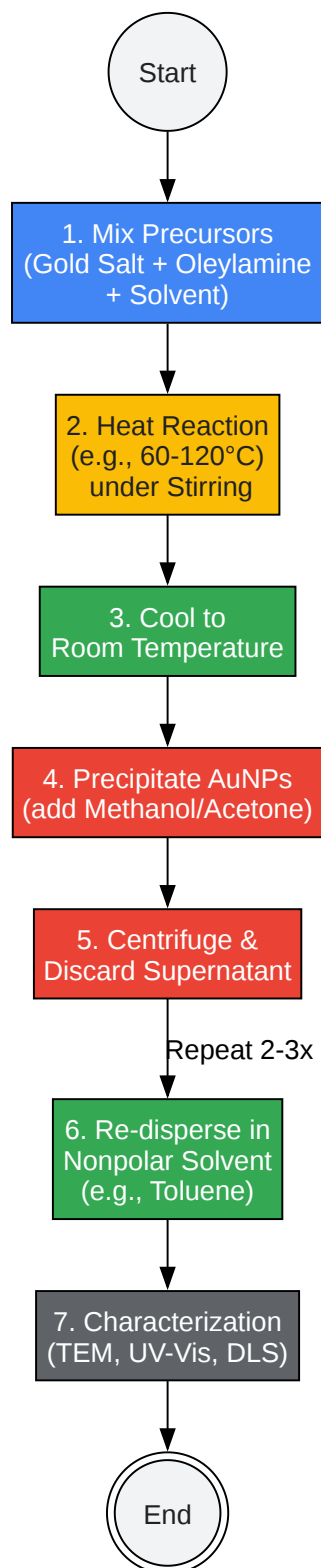 Start
1. Mix Precursors
(Gold Salt + Oleylamine
+ Solvent)
2. Heat Reaction
(e.g., 60-120°C)
under Stirring
3. Cool to
Room Temperature
4. Precipitate AuNPs
(add Methanol/Acetone)
5. Centrifuge &
Discard Supernatant
Repeat 2-3x
6. Re-disperse in
Nonpolar Solvent
(e.g., Toluene)
7. Characterization
(TEM, UV-Vis, DLS)
End